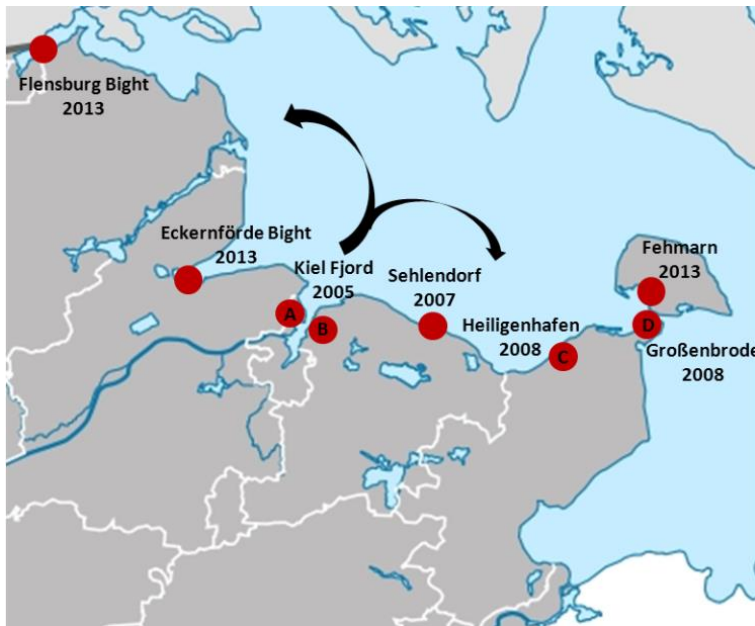 Flensburg Bight
2013
Eckernförde Bight
2013
Kiel Fjord
2005
Sehlendorf
2007
Fehmarn
2013
A
B
Heiligenhafen
2008
C
D
Großenbrode
2008